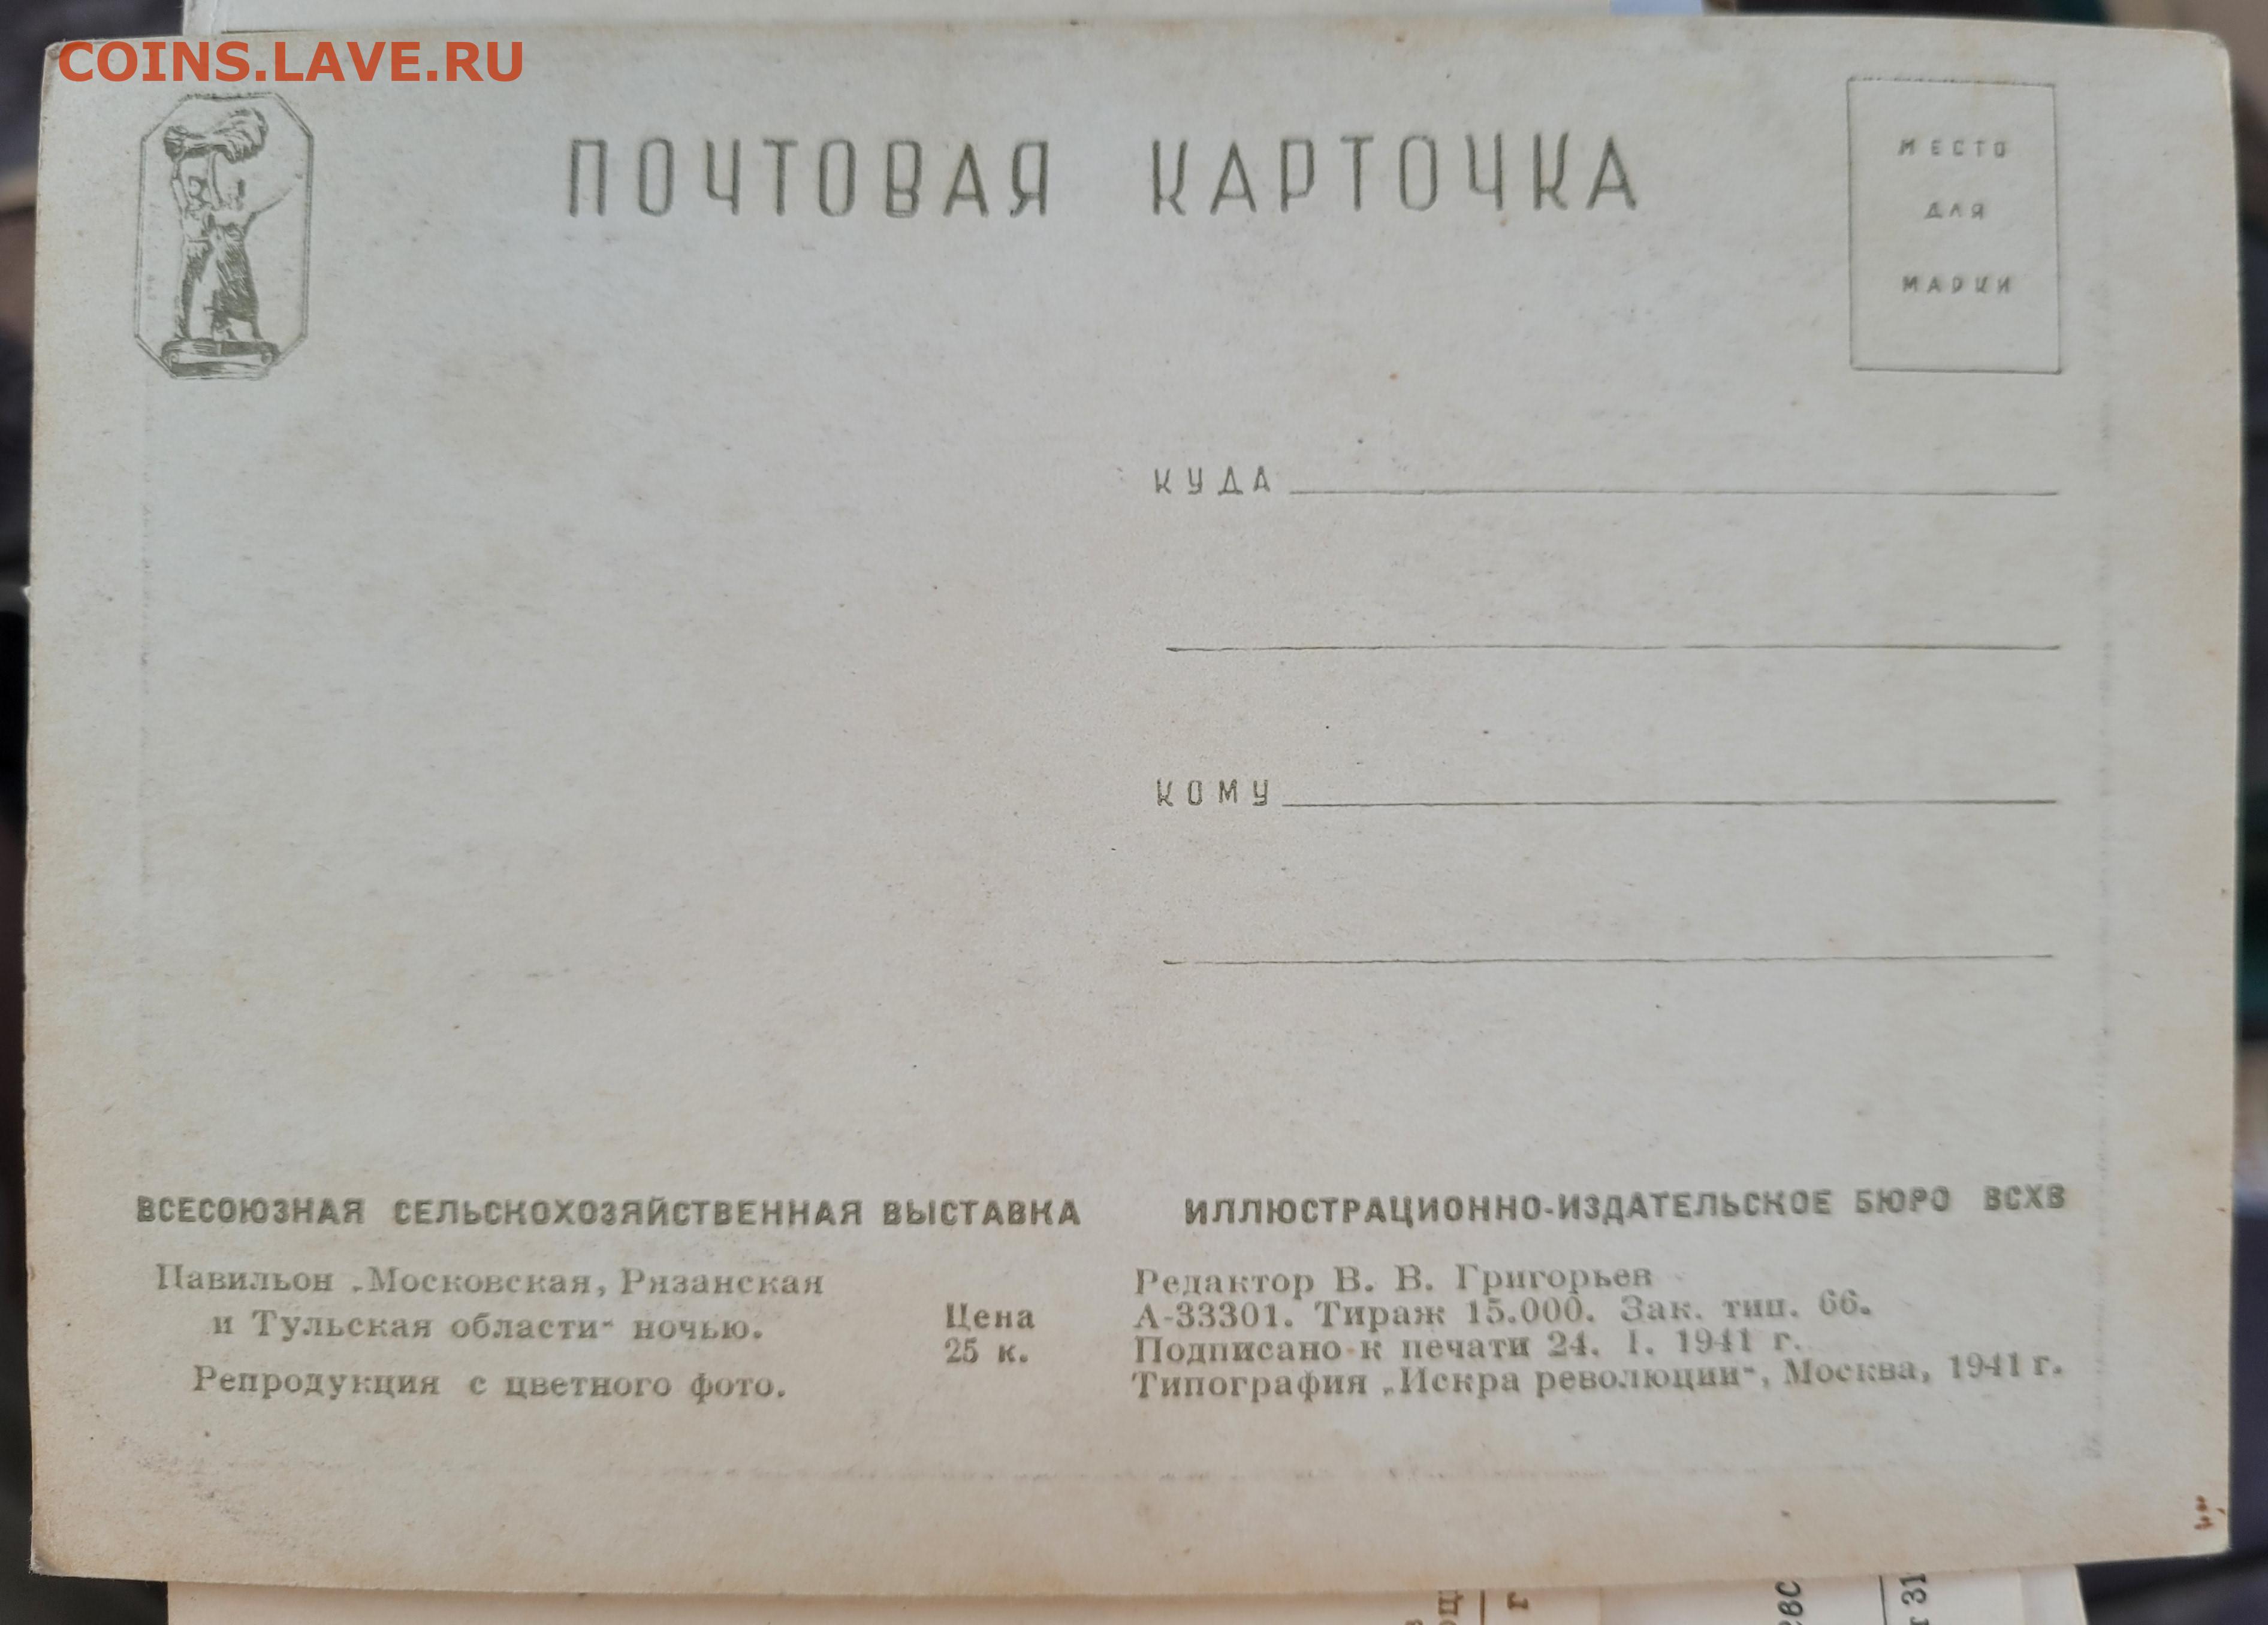 COINS.LAVE.RU
ПОЧТОВАЯ КАРТОЧКА
МЕСТО
ДЛЯ
МАРКИ
КУДА
КОМУ
ВСЕСОЮЗНАЯ СЕЛЬСКОХОЗЯЙСТВЕННАЯ ВЫСТАВКА
Павильон „Московская, Рязанская
и Тульская области“ ночью.
Репродукция с цветного фото.
Цена
25 к.
ИЛЛЮСТРАЦИОННО-ИЗДАТЕЛЬСКОЕ БЮРО ВСХВ
Редактор В. В. Григорьев
А-33301. Тираж 15.000. Зак. тип. 66.
Подписано к печати 24. I. 1941 г.
Типография „Искра революции“, Москва, 1941 г.
г
31